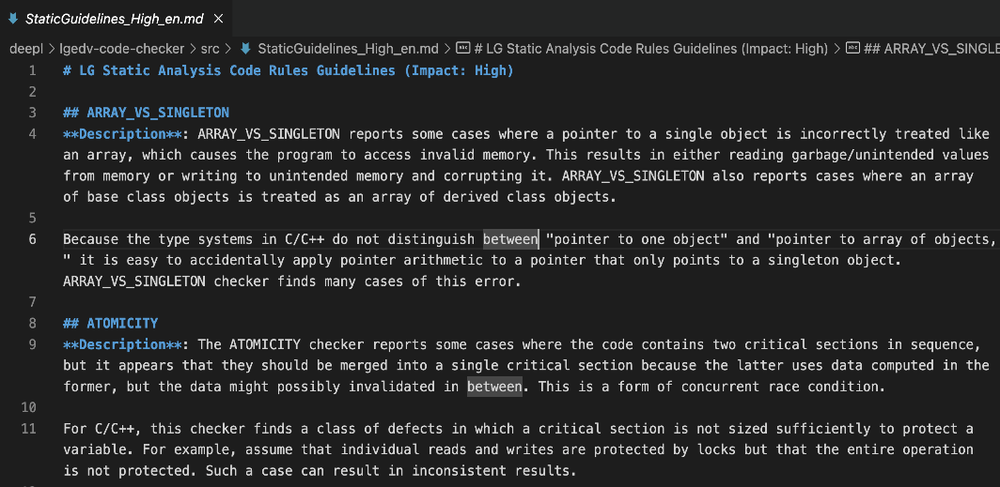 StaticGuidelines_High_en.md ×
deepl > lgedv-code-checker > src > StaticGuidelines_High_en.md > abc # LG Static Analysis Code Rules Guidelines (Impact: High) > abc ## ARRAY_VS_SINGLE
1 # LG Static Analysis Code Rules Guidelines (Impact: High)
2
3 ## ARRAY_VS_SINGLETON
4 **Description**: ARRAY_VS_SINGLETON reports some cases where a pointer to a single object is incorrectly treated like
an array, which causes the program to access invalid memory. This results in either reading garbage/unintended values
from memory or writing to unintended memory and corrupting it. ARRAY_VS_SINGLETON also reports cases where an array
of base class objects is treated as an array of derived class objects.
5
6 Because the type systems in C/C++ do not distinguish between "pointer to one object" and "pointer to array of objects,
" it is easy to accidentally apply pointer arithmetic to a pointer that only points to a singleton object.
ARRAY_VS_SINGLETON checker finds many cases of this error.
7
8 ## ATOMICITY
9 **Description**: The ATOMICITY checker reports some cases where the code contains two critical sections in sequence,
but it appears that they should be merged into a single critical section because the latter uses data computed in the
former, but the data might possibly invalidated in between. This is a form of concurrent race condition.
10
11 For C/C++, this checker finds a class of defects in which a critical section is not sized sufficiently to protect a
variable. For example, assume that individual reads and writes are protected by locks but that the entire operation
is not protected. Such a case can result in inconsistent results.